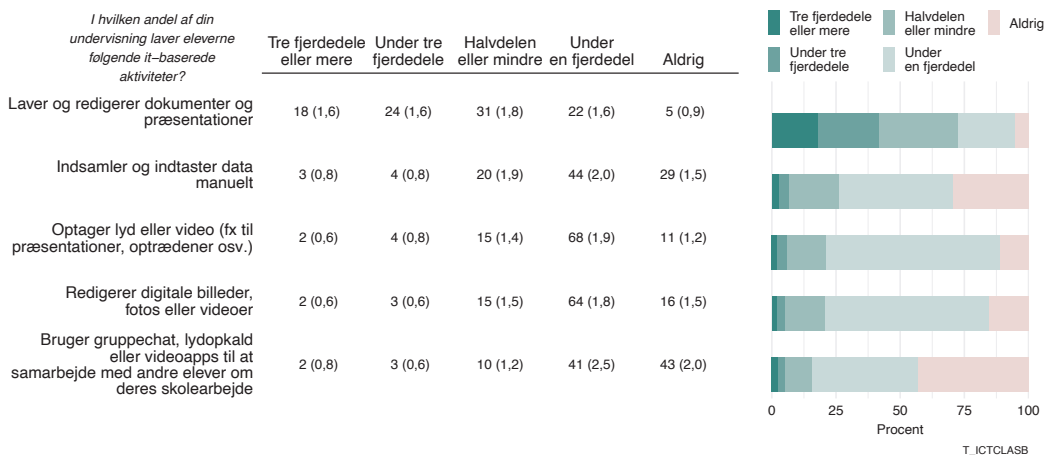 I hvilken andel af din
undervisning laver eleverne
følgende it–baserede
aktiviteter?
Tre fjerdedele
eller mere
Under tre
fjerdedele
Halvdelen
eller mindre
Under
en fjerdedel
Aldrig
Laver og redigerer dokumenter og
præsentationer
18 (1,6) 24 (1,6) 31 (1,8) 22 (1,6) 5 (0,9)
Indsamler og indtaster data
manuelt
3 (0,8) 4 (0,8) 20 (1,9) 44 (2,0) 29 (1,5)
Optager lyd eller video (fx til
præsentationer, optrædener osv.)
2 (0,6) 4 (0,8) 15 (1,4) 68 (1,9) 11 (1,2)
Redigerer digitale billeder,
fotos eller videoer
2 (0,6) 3 (0,6) 15 (1,5) 64 (1,8) 16 (1,5)
Bruger gruppechat, lydopkald
eller videoapps til at
samarbejde med andre elever om
deres skolearbejde
2 (0,8) 3 (0,6) 10 (1,2) 41 (2,5) 43 (2,0)
Tre fjerdedele
eller mere
Under tre
fjerdedele
Halvdelen
eller mindre
Under
en fjerdedel
Aldrig
0 25 50 75 100
Procent
T_ICTCLASB